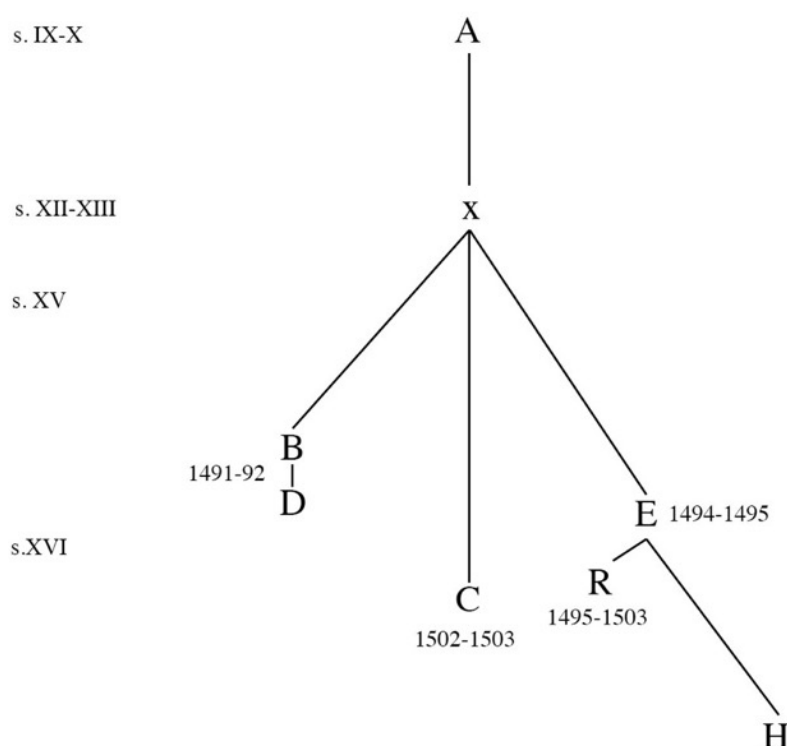 s. IX-X
A
s. XII-XIII
x
s. XV
B
1491-92
D
E 1494-1495
s.XVI
R
C
1495-1503
1502-1503
H